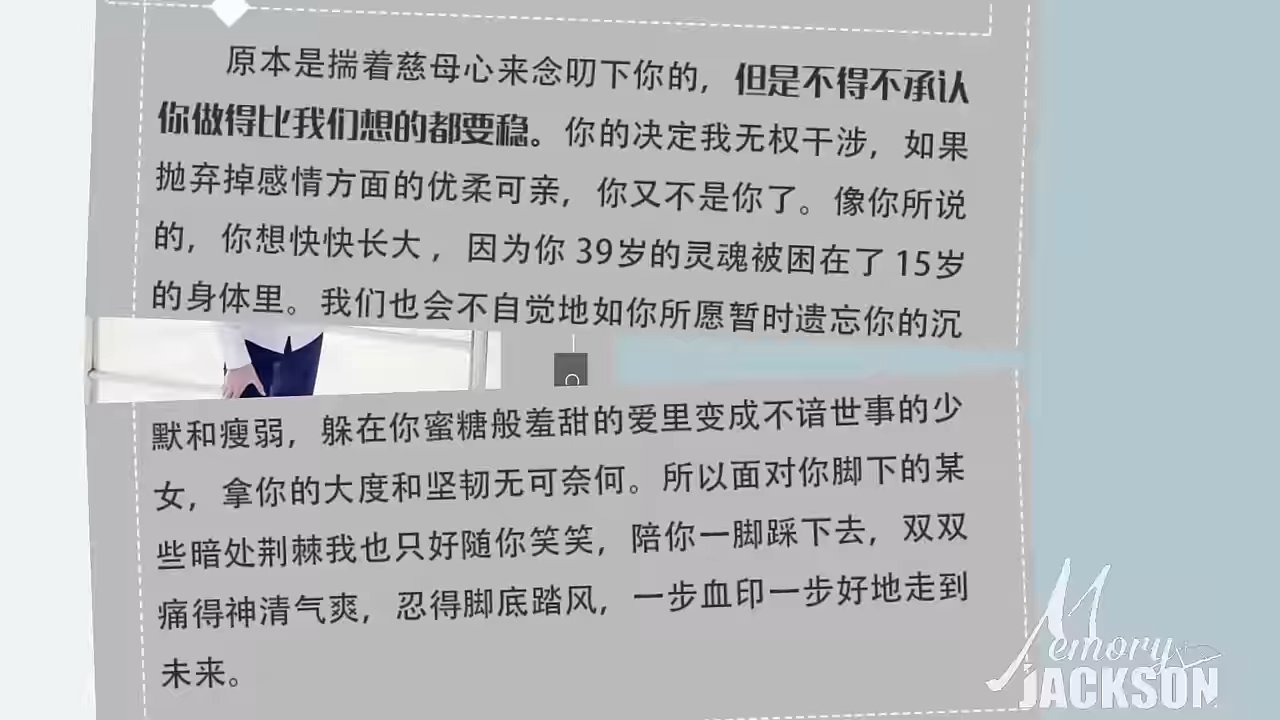 原本是揣着慈母心来念叨下你的，但是不得不承认
你做得比我们想的都要稳。你的决定我无权干涉，如果
抛弃掉感情方面的优柔可亲，你又不是你了。像你所说
的，你想快快长大，因为你 39岁的灵魂被困在了 15岁
的身体里。我们也会不自觉地如你所愿暂时遗忘你的沉
默和瘦弱，躲在你蜜糖般羞甜的爱里变成不谙世事的少
女，拿你的大度和坚韧无可奈何。所以面对你脚下的某
些暗处荆棘我也只好随你笑笑，陪你一脚踩下去，双双
痛得神清气爽，忍得脚底踏风，一步血印一步好地走到
未来。
Memory
JACKSON